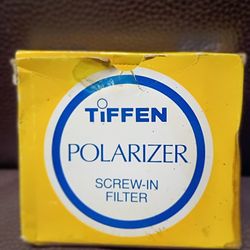 TIFFEN
POLARIZER
SCREW-IN
FILTER